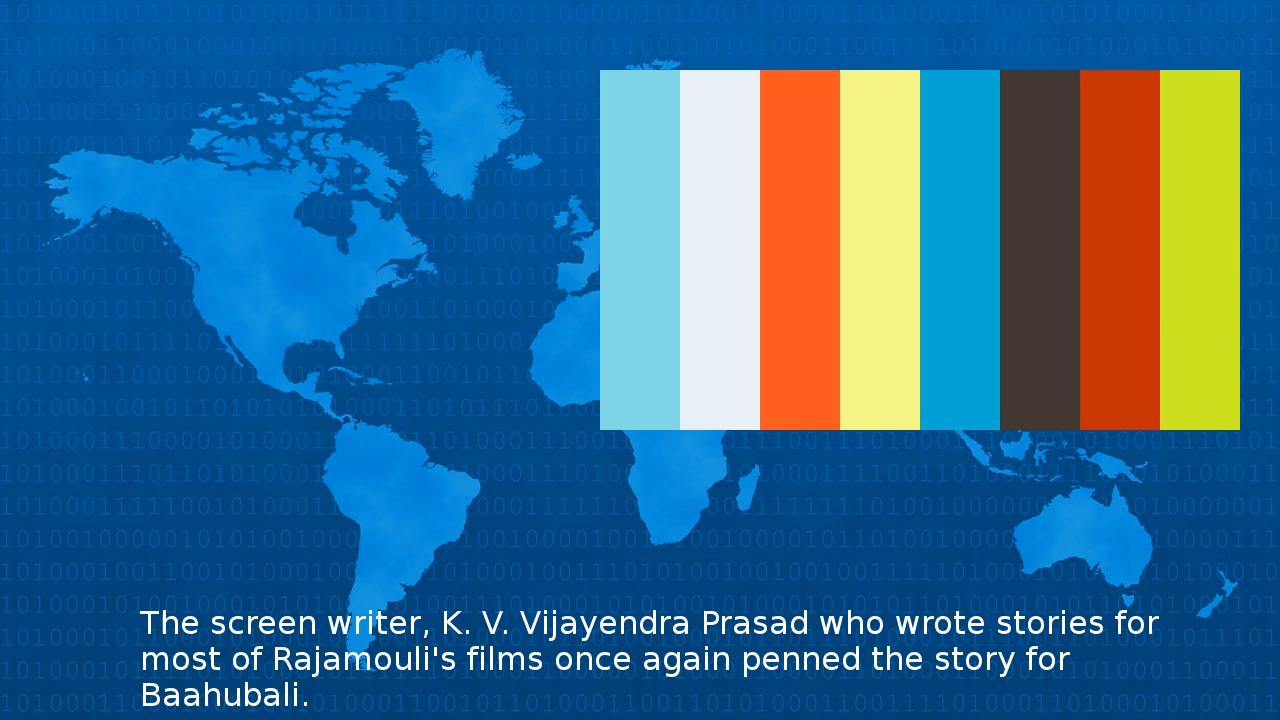 The screen writer, K. V. Vijayendra Prasad who wrote stories for
most of Rajamouli's films once again penned the story for
Baahubali.